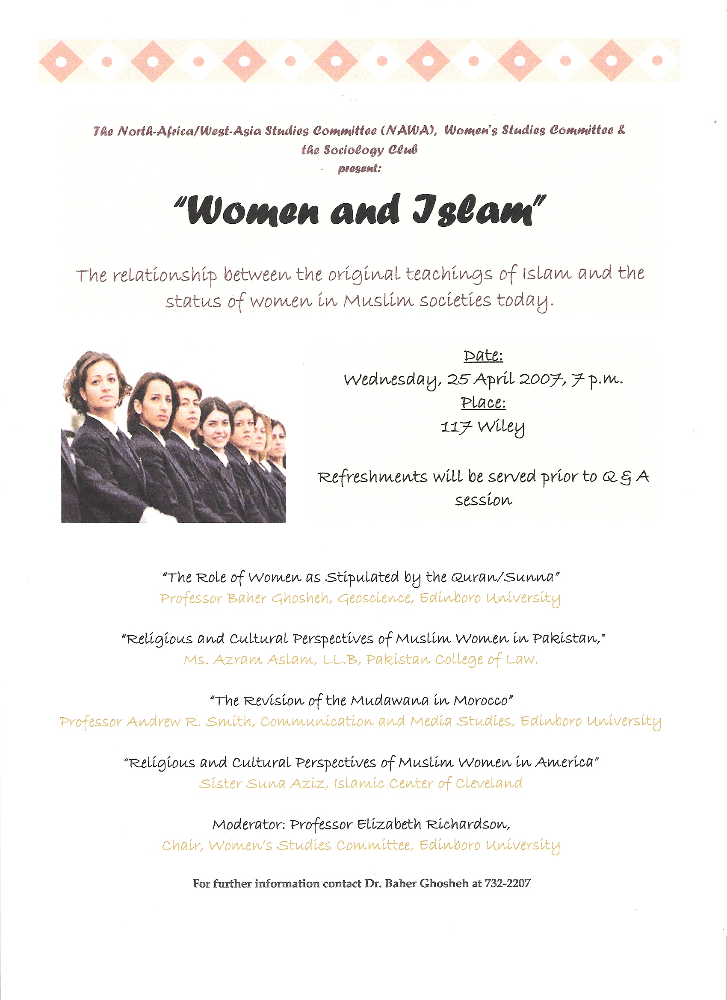 The North-Africa/West-Asia Studies Committee (NAWA), Women's Studies Committee &
the Sociology Club
present:
“Women and Islam”
The relationship between the original teachings of Islam and the
status of women in Muslim societies today.
Date:
Wednesday, 25 April 2007, 7 p.m.
Place:
117 Wiley
Refreshments will be served prior to Q & A
session
“The Role of Women as Stipulated by the Quran/Sunna”
Professor Baher Ghosheh, Geoscience, Edinboro University
“Religious and Cultural Perspectives of Muslim Women in Pakistan,"
Ms. Azram Aslam, LL.B, Pakistan College of Law.
“The Revision of the Mudawana in Morocco”
Professor Andrew R. Smith, Communication and Media Studies, Edinboro University
“Religious and Cultural Perspectives of Muslim Women in America”
Sister Suna Aziz, Islamic Center of Cleveland
Moderator: Professor Elizabeth Richardson,
Chair, Women's Studies Committee, Edinboro University
For further information contact Dr. Baher Ghosheh at 732-2207